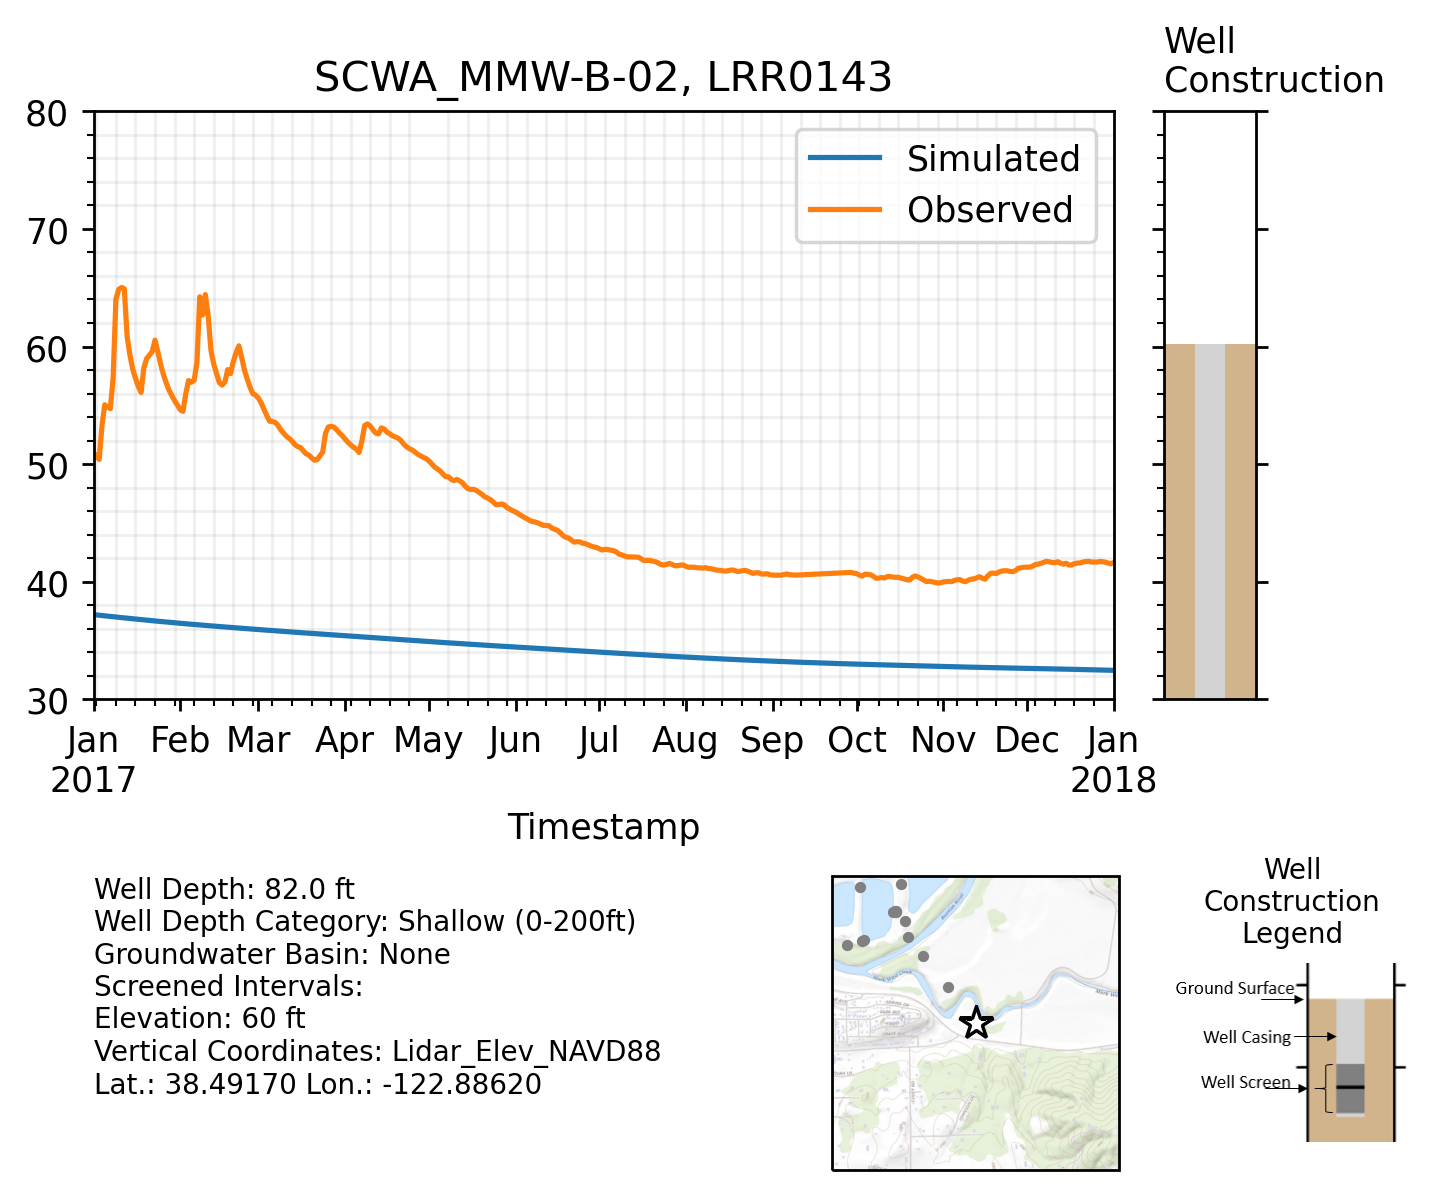 SCWA_MMW-B-02, LRR0143
Well
Construction
80
70
60
50
40
30
Simulated
Observed
Jan Feb Mar Apr May Jun Jul Aug Sep Oct Nov Dec Jan
2017 2018
Timestamp
Well Depth: 82.0 ft
Well Depth Category: Shallow (0-200ft)
Groundwater Basin: None
Screened Intervals:
Elevation: 60 ft
Vertical Coordinates: Lidar_Elev_NAVD88
Lat.: 38.49170 Lon.: -122.88620
Well
Construction
Legend
Ground Surface
Well Casing
Well Screen